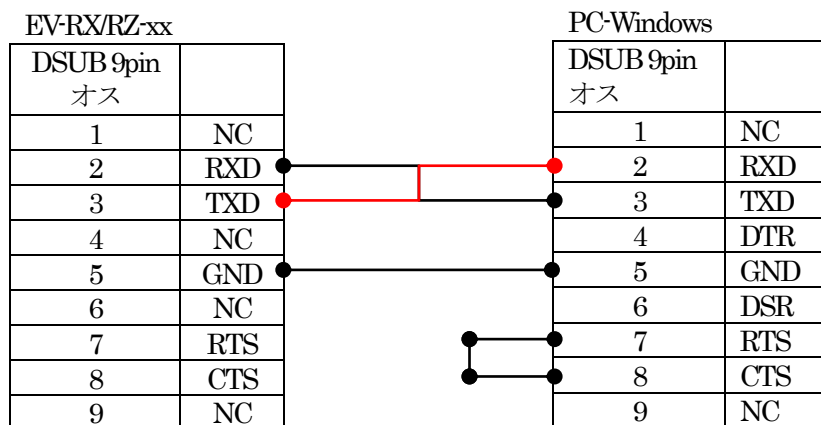 EV-RX/RZ-xx
DSUB 9pin
オス
1 NC
2 RXD
3 TXD
4 NC
5 GND
6 NC
7 RTS
8 CTS
9 NC
PC-Windows
DSUB 9pin
オス
1 NC
2 RXD
3 TXD
4 DTR
5 GND
6 DSR
7 RTS
8 CTS
9 NC